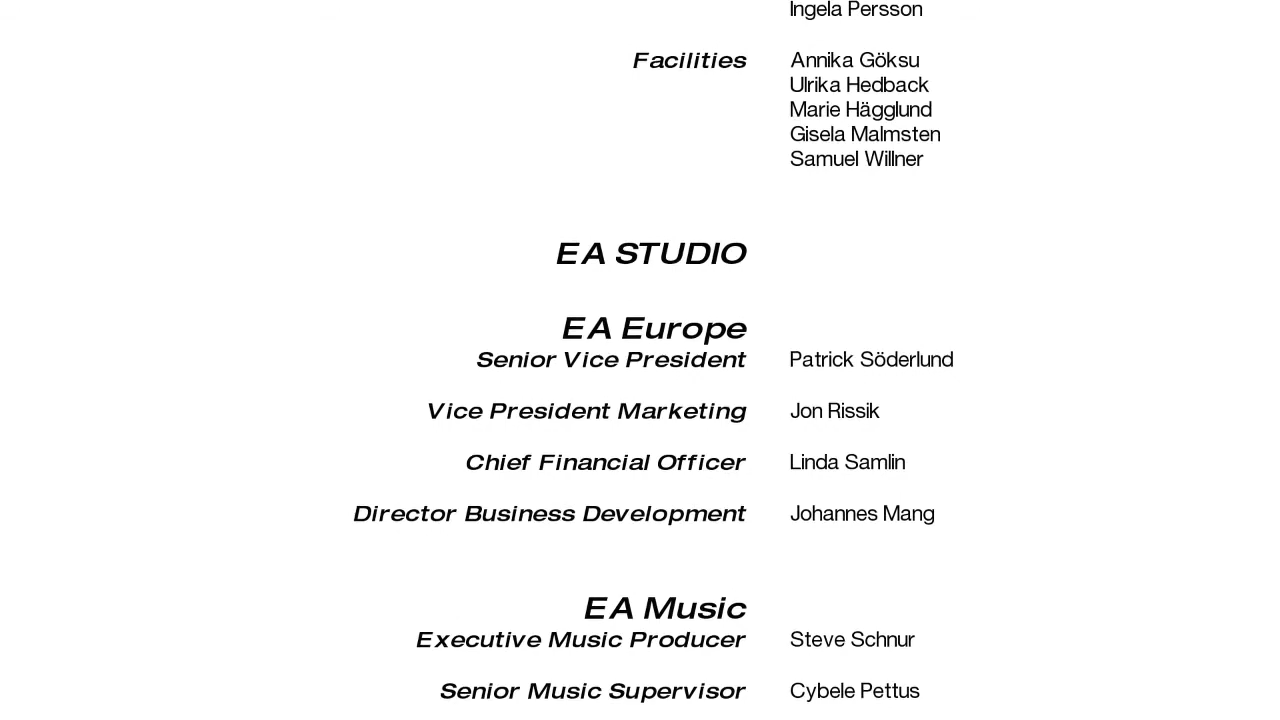 Ingela Persson
Facilities Annika Göksu
Ulrika Hedback
Marie Hägglund
Gisela Malmsten
Samuel Willner
EA STUDIO
EA Europe
Senior Vice President Patrick Söderlund
Vice President Marketing Jon Rissik
Chief Financial Officer Linda Samlin
Director Business Development Johannes Mang
EA Music
Executive Music Producer Steve Schnur
Senior Music Supervisor Cybele Pettus